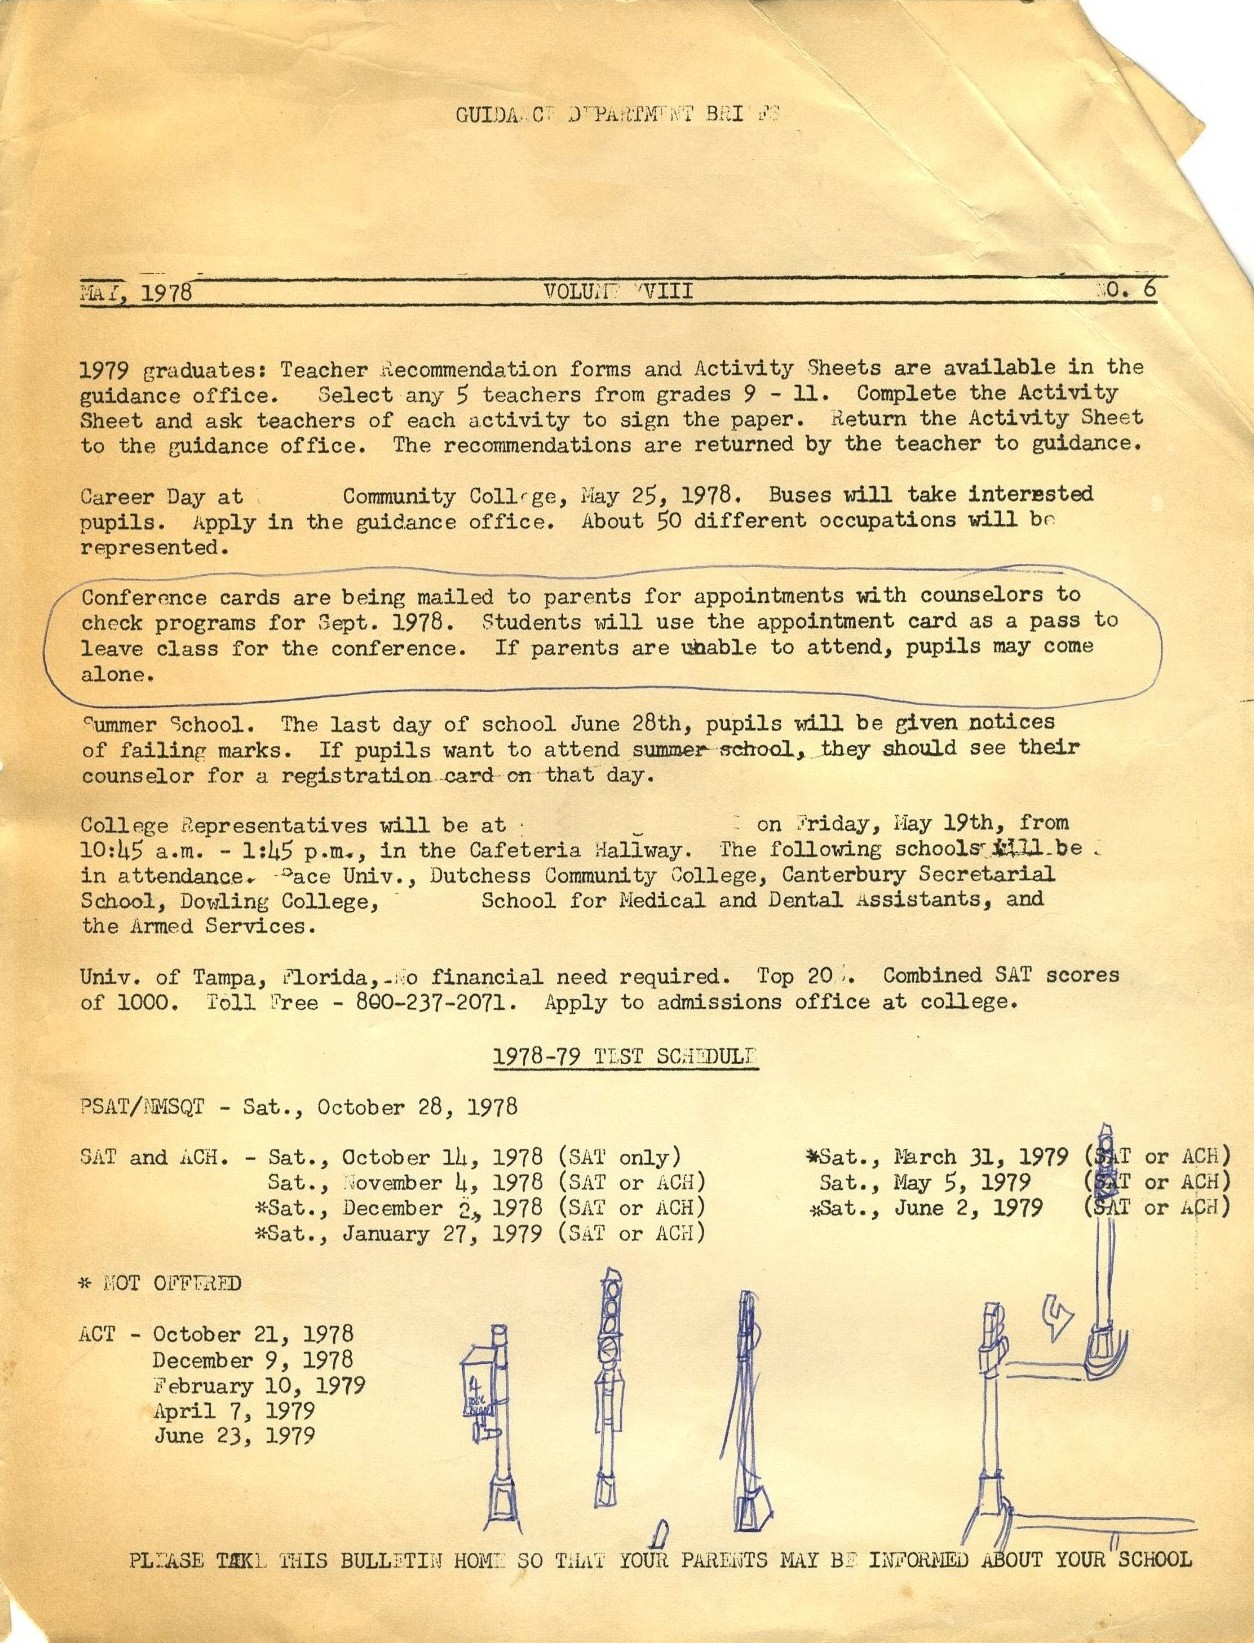 GUIDANCE DEPARTMENT BRIEFS
MAY, 1978 VOLUME XVIII NO. 6
1979 graduates: Teacher Recommendation forms and Activity Sheets are available in the
guidance office. Select any 5 teachers from grades 9 - 11. Complete the Activity
Sheet and ask teachers of each activity to sign the paper. Return the Activity Sheet
to the guidance office. The recommendations are returned by the teacher to guidance.
Career Day at Community College, May 25, 1978. Buses will take interested
pupils. Apply in the guidance office. About 50 different occupations will be
represented.
Conference cards are being mailed to parents for appointments with counselors to
check programs for Sept. 1978. Students will use the appointment card as a pass to
leave class for the conference. If parents are unable to attend, pupils may come
alone.
Summer School. The last day of school June 28th, pupils will be given notices
of failing marks. If pupils want to attend summer school, they should see their
counselor for a registration card on that day.
College Representatives will be at on Friday, May 19th, from
10:45 a.m. - 1:45 p.m., in the Cafeteria Hallway. The following schools will be
in attendance. Pace Univ., Dutchess Community College, Canterbury Secretarial
School, Dowling College, School for Medical and Dental Assistants, and
the Armed Services.
Univ. of Tampa, Florida, No financial need required. Top 20%. Combined SAT scores
of 1000. Toll Free - 800-237-2071. Apply to admissions office at college.
1978-79 TEST SCHEDULE
PSAT/NMSQT - Sat., October 28, 1978
SAT and ACH. - Sat., October 14, 1978 (SAT only) *Sat., March 31, 1979 (SAT or ACH)
Sat., November 4, 1978 (SAT or ACH) Sat., May 5, 1979 (SAT or ACH)
*Sat., December 2, 1978 (SAT or ACH) *Sat., June 2, 1979 (SAT or ACH)
*Sat., January 27, 1979 (SAT or ACH)
* NOT OFFERED
ACT - October 21, 1978
December 9, 1978
February 10, 1979
April 7, 1979
June 23, 1979
4
PLEASE TAKE THIS BULLETIN HOME SO THAT YOUR PARENTS MAY BE INFORMED ABOUT YOUR SCHOOL